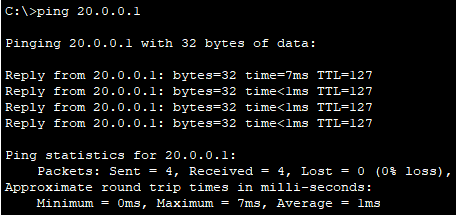 C:\>ping 20.0.0.1
Pinging 20.0.0.1 with 32 bytes of data:
Reply from 20.0.0.1: bytes=32 time=7ms TTL=127
Reply from 20.0.0.1: bytes=32 time<1ms TTL=127
Reply from 20.0.0.1: bytes=32 time<1ms TTL=127
Reply from 20.0.0.1: bytes=32 time<1ms TTL=127
Ping statistics for 20.0.0.1:
Packets: Sent = 4, Received = 4, Lost = 0 (0% loss),
Approximate round trip times in milli-seconds:
Minimum = 0ms, Maximum = 7ms, Average = 1ms